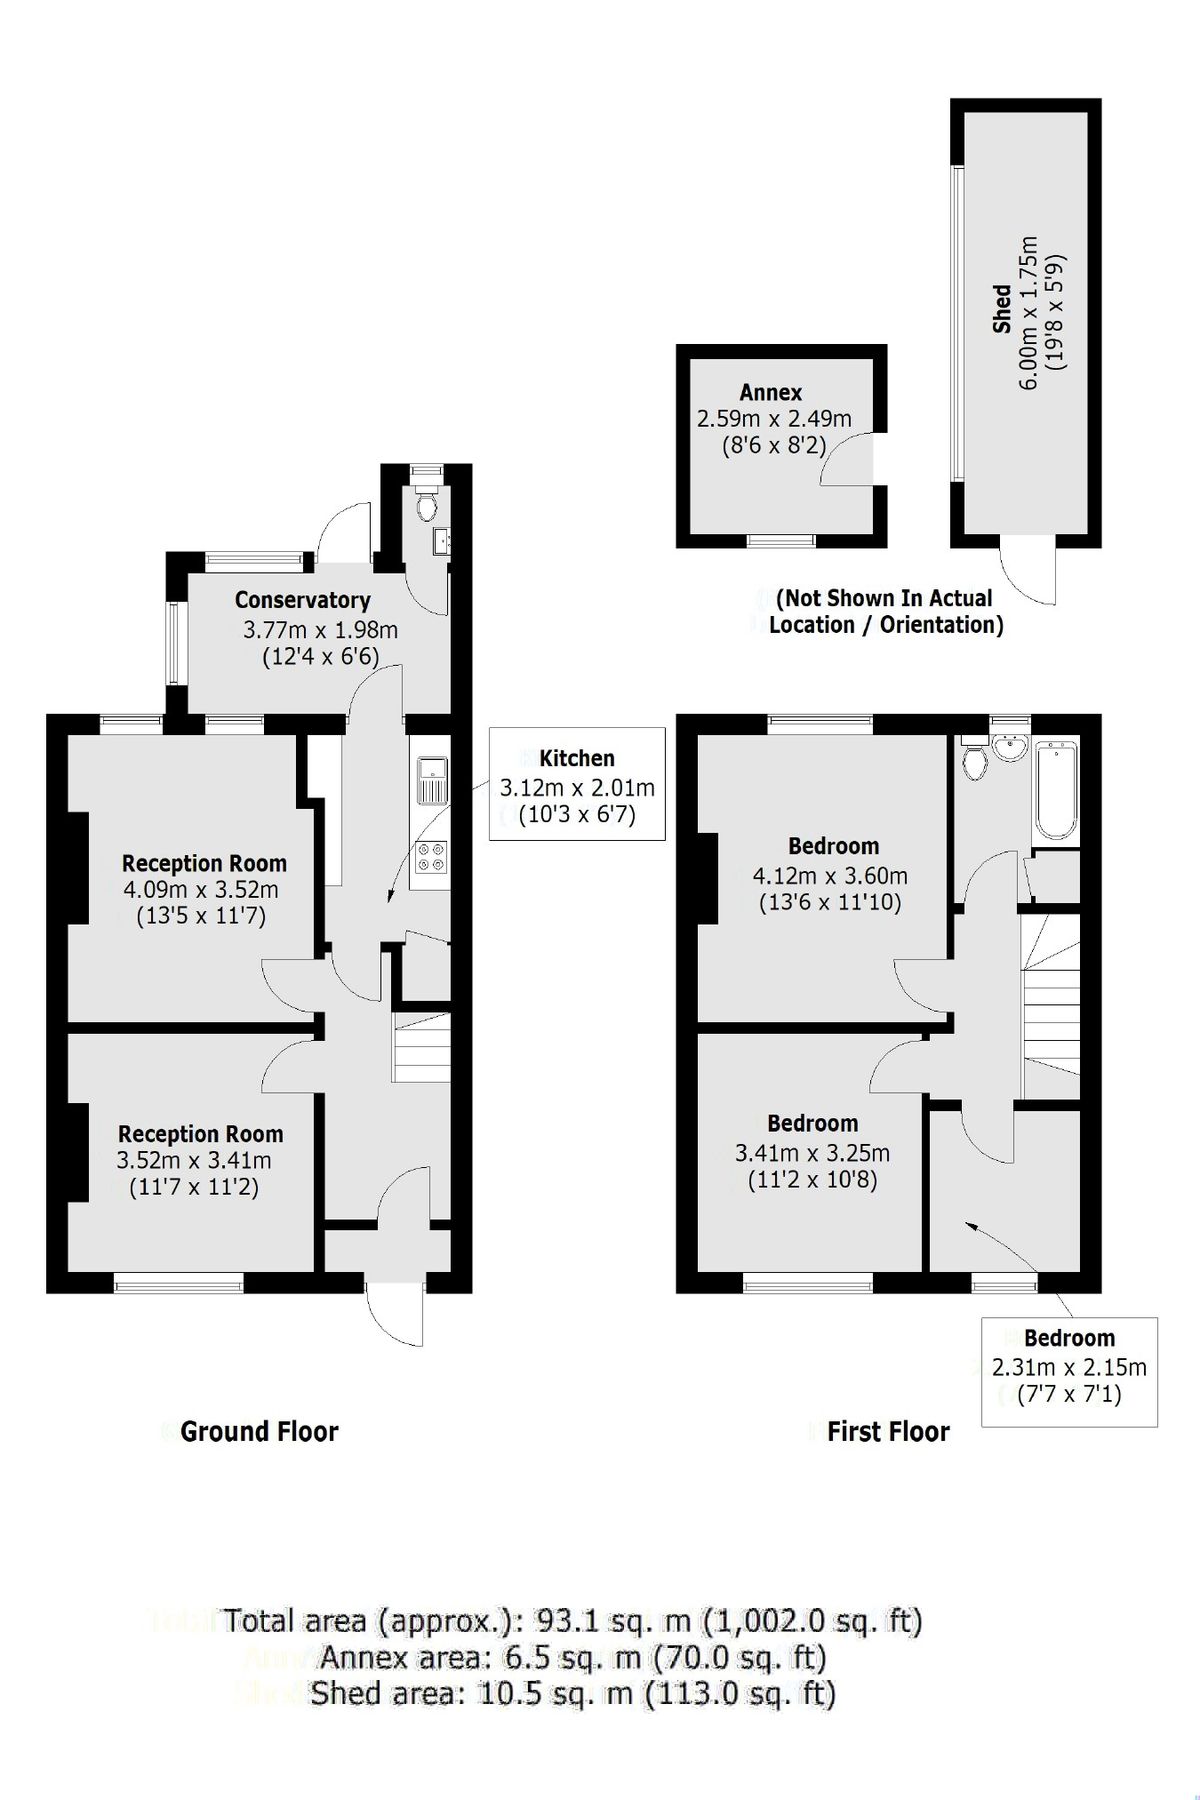 Shed
6.00m x 1.75m
(19'8 x 5'9)
Annex
2.59m x 2.49m
(8'6 x 8'2)
(Not Shown In Actual
Location / Orientation)
Conservatory
3.77m x 1.98m
(12'4 x 6'6)
Kitchen
3.12m x 2.01m
(10'3 x 6'7)
Reception Room
4.09m x 3.52m
(13'5 x 11'7)
Bedroom
4.12m x 3.60m
(13'6 x 11'10)
Reception Room
3.52m x 3.41m
(11'7 x 11'2)
Bedroom
3.41m x 3.25m
(11'2 x 10'8)
Bedroom
2.31m x 2.15m
(7'7 x 7'1)
Ground Floor
First Floor
Total area (approx.): 93.1 sq. m (1,002.0 sq. ft)
Annex area: 6.5 sq. m (70.0 sq. ft)
Shed area: 10.5 sq. m (113.0 sq. ft)